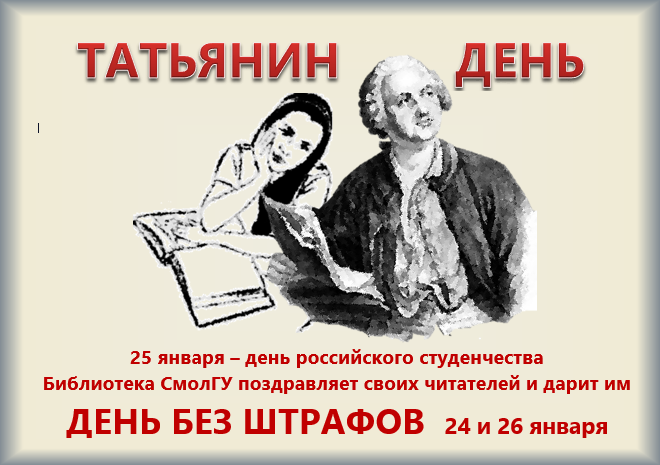 ТАТЬЯНИН ДЕНЬ
25 января – день российского студенчества
Библиотека СмолГУ поздравляет своих читателей и дарит им
ДЕНЬ БЕЗ ШТРАФОВ 24 и 26 января